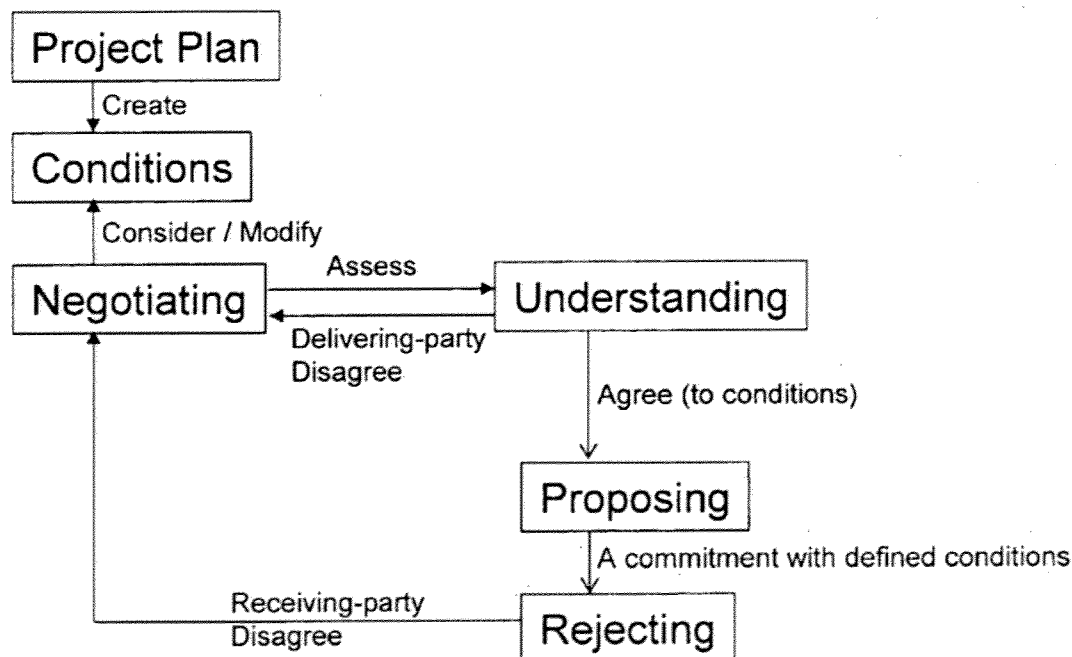 Project Plan
Create
Conditions
Consider / Modify
Assess
Negotiating
Understanding
Delivering-party
Disagree
Agree (to conditions)
Proposing
A commitment with defined conditions
Receiving-party
Disagree
Rejecting